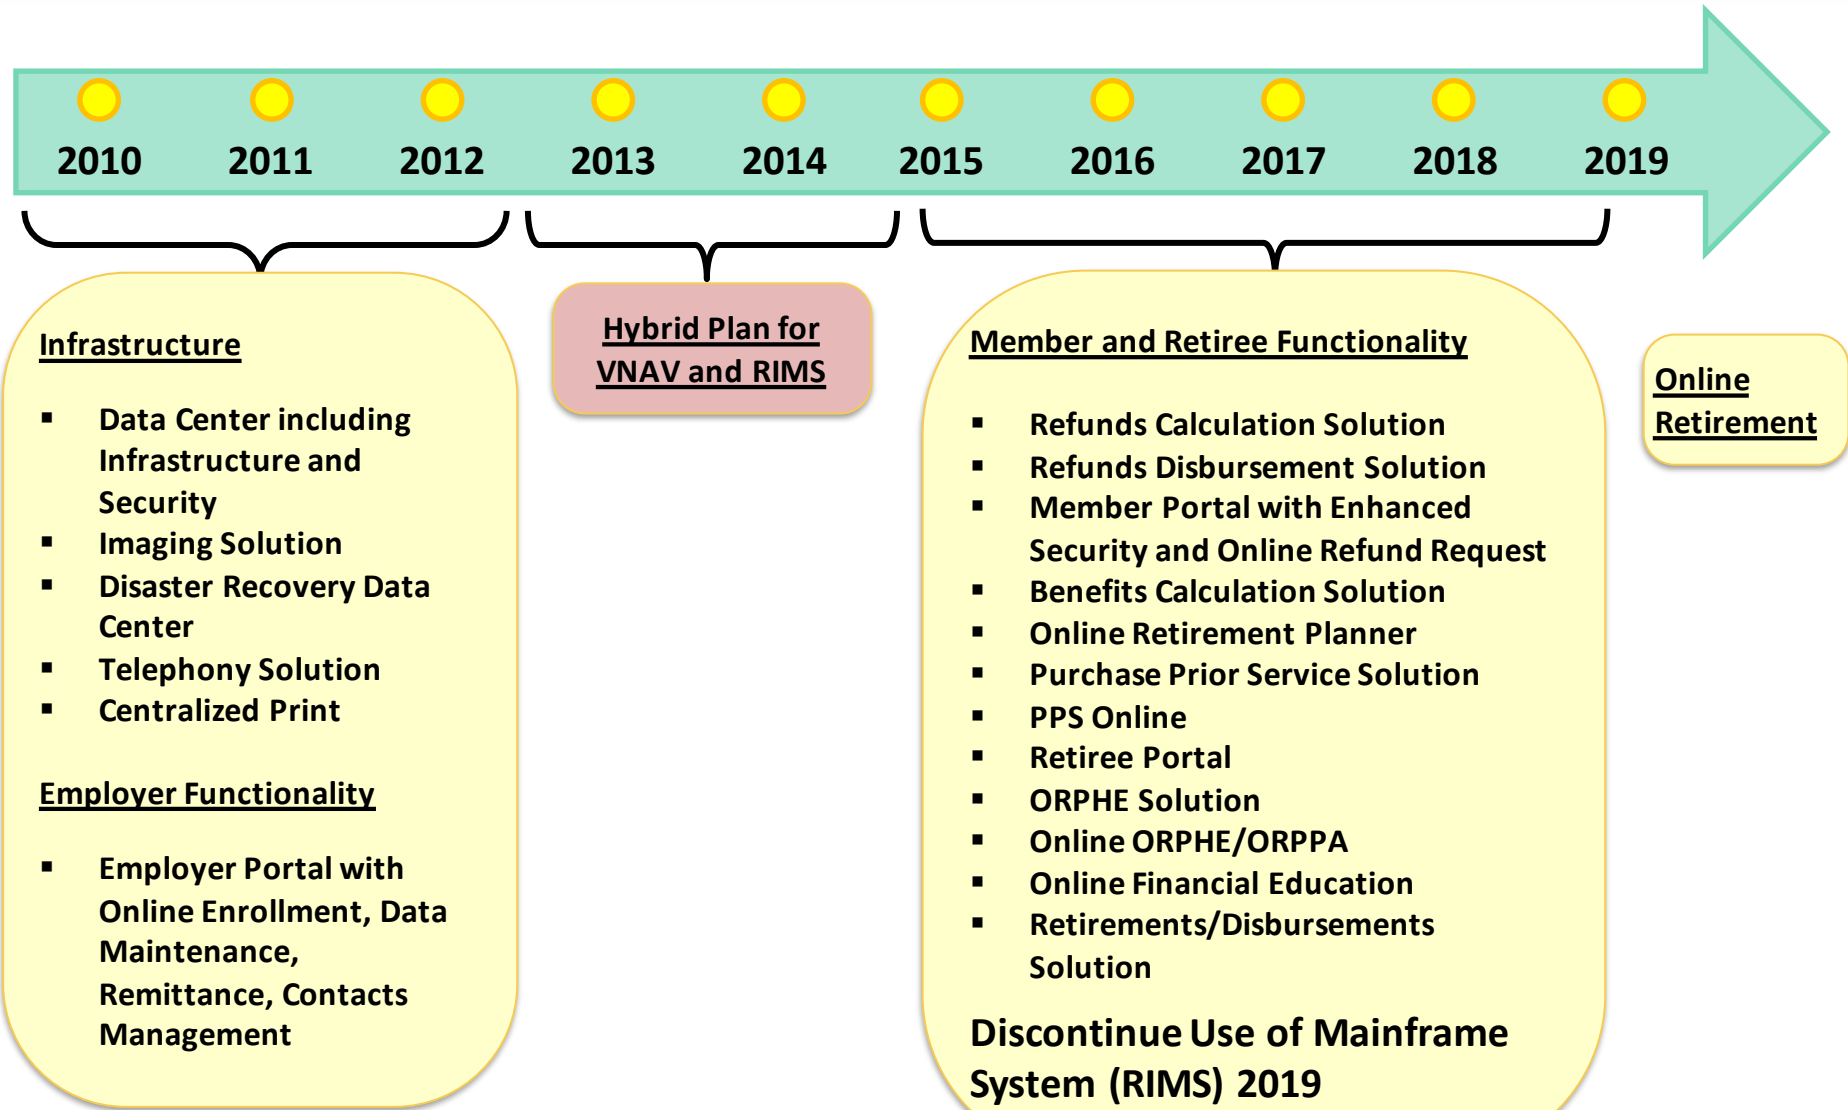 2010 2011 2012 2013 2014 2015 2016 2017 2018 2019
Infrastructure
▪ Data Center including
Infrastructure and
Security
▪ Imaging Solution
▪ Disaster Recovery Data
Center
▪ Telephony Solution
▪ Centralized Print
Employer Functionality
▪ Employer Portal with
Online Enrollment, Data
Maintenance,
Remittance, Contacts
Management
Hybrid Plan for
VNAV and RIMS
Member and Retiree Functionality
▪ Refunds Calculation Solution
▪ Refunds Disbursement Solution
▪ Member Portal with Enhanced
Security and Online Refund Request
▪ Benefits Calculation Solution
▪ Online Retirement Planner
▪ Purchase Prior Service Solution
▪ PPS Online
▪ Retiree Portal
▪ ORPHE Solution
▪ Online ORPHE/ORPPA
▪ Online Financial Education
▪ Retirements/Disbursements
Solution
Discontinue Use of Mainframe
System (RIMS) 2019
Online
Retirement